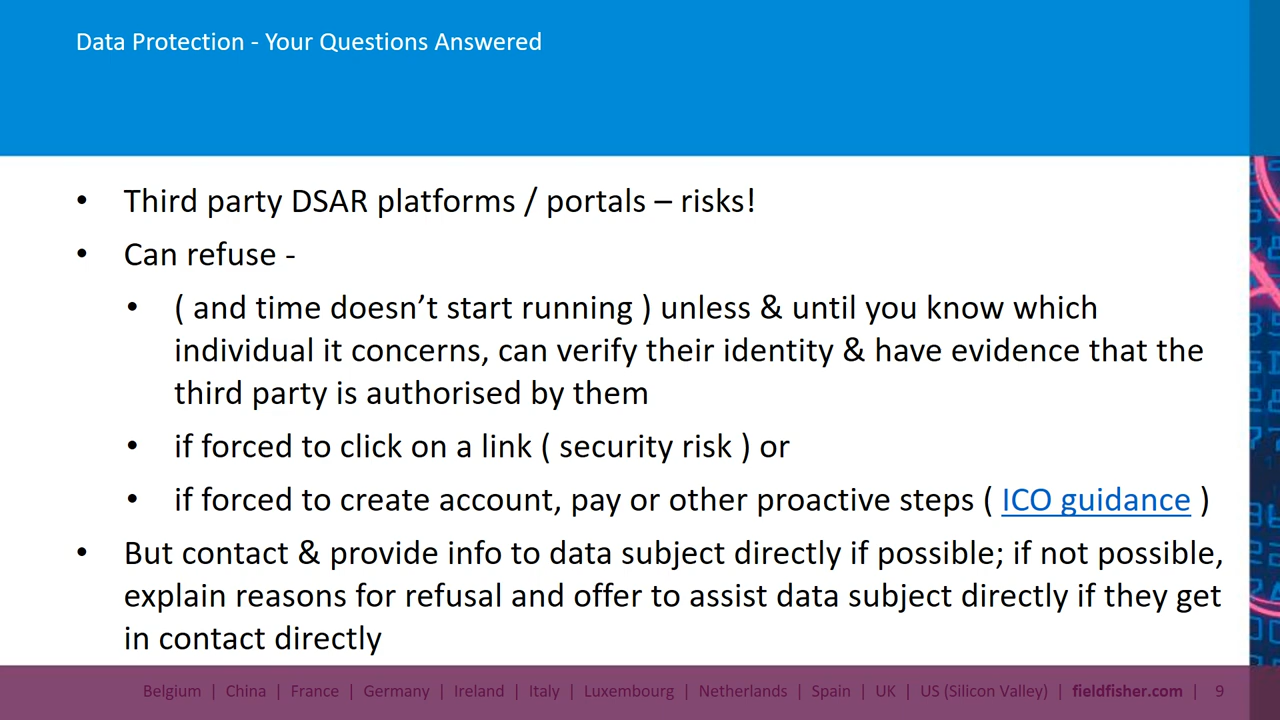 Data Protection - Your Questions Answered
• Third party DSAR platforms / portals – risks!
• Can refuse -
• ( and time doesn’t start running ) unless & until you know which
individual it concerns, can verify their identity & have evidence that the
third party is authorised by them
• if forced to click on a link ( security risk ) or
• if forced to create account, pay or other proactive steps ( ICO guidance )
• But contact & provide info to data subject directly if possible; if not possible,
explain reasons for refusal and offer to assist data subject directly if they get
in contact directly
Belgium | China | France | Germany | Ireland | Italy | Luxembourg | Netherlands | Spain | UK | US (Silicon Valley) | fieldfisher.com | 9